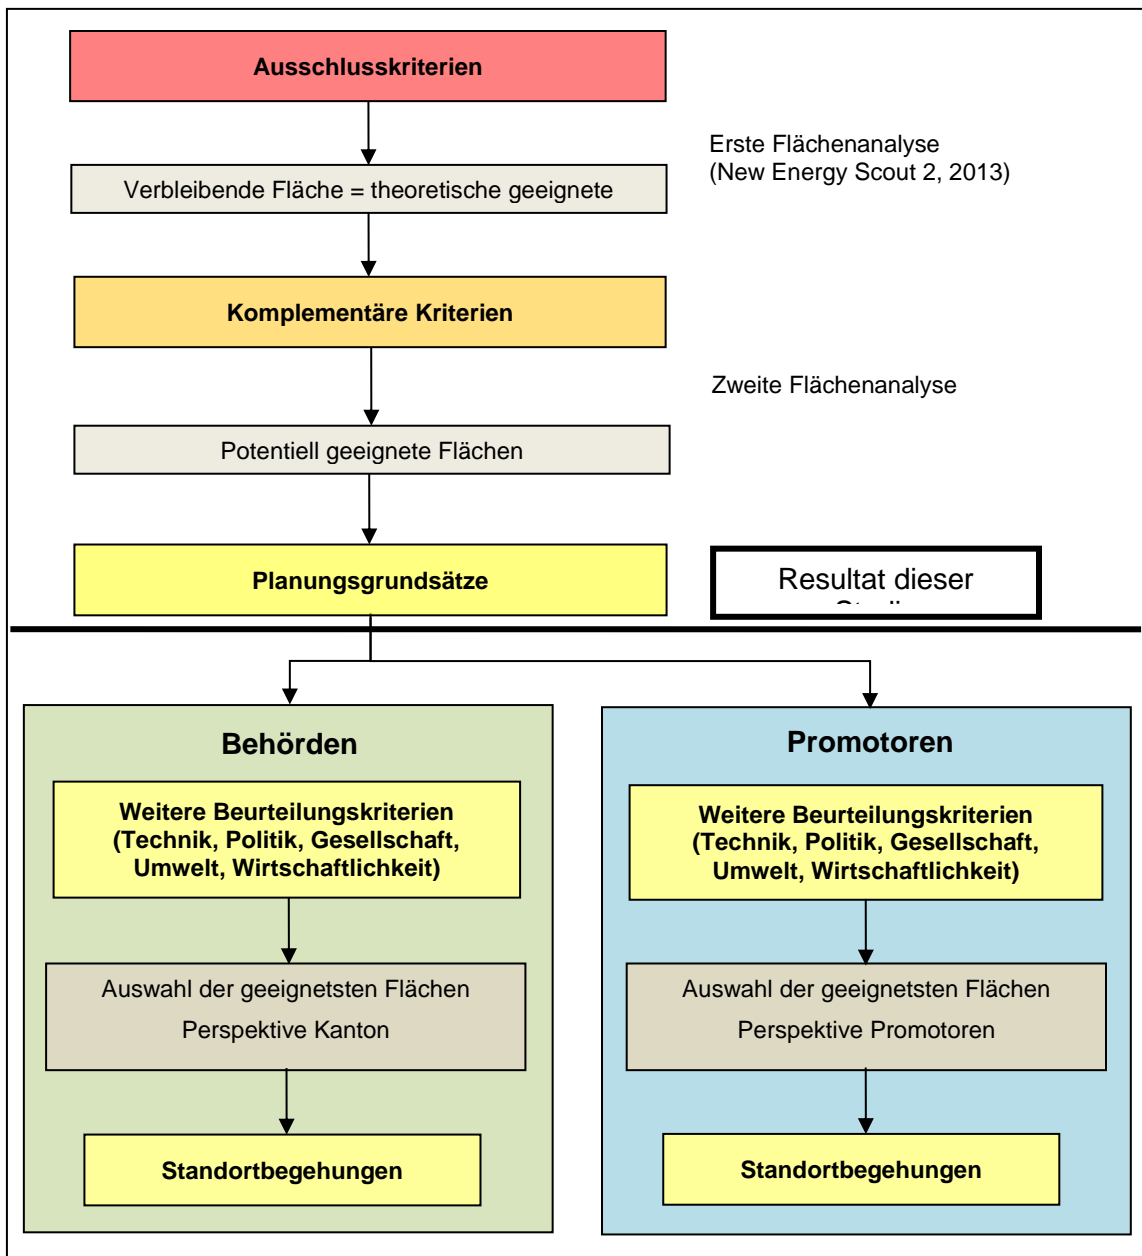 Ausschlusskriterien
Erste Flächenanalyse
(New Energy Scout 2, 2013)
Verbleibende Fläche = theoretische geeignete
Komplementäre Kriterien
Zweite Flächenanalyse
Potentiell geeignete Flächen
Planungsgrundsätze
Resultat dieser
Behörden
Weitere Beurteilungskriterien
(Technik, Politik, Gesellschaft,
Umwelt, Wirtschaftlichkeit)
Auswahl der geeignetsten Flächen
Perspektive Kanton
Standortbegehungen
Promotoren
Weitere Beurteilungskriterien
(Technik, Politik, Gesellschaft,
Umwelt, Wirtschaftlichkeit)
Auswahl der geeignetsten Flächen
Perspektive Promotoren
Standortbegehungen